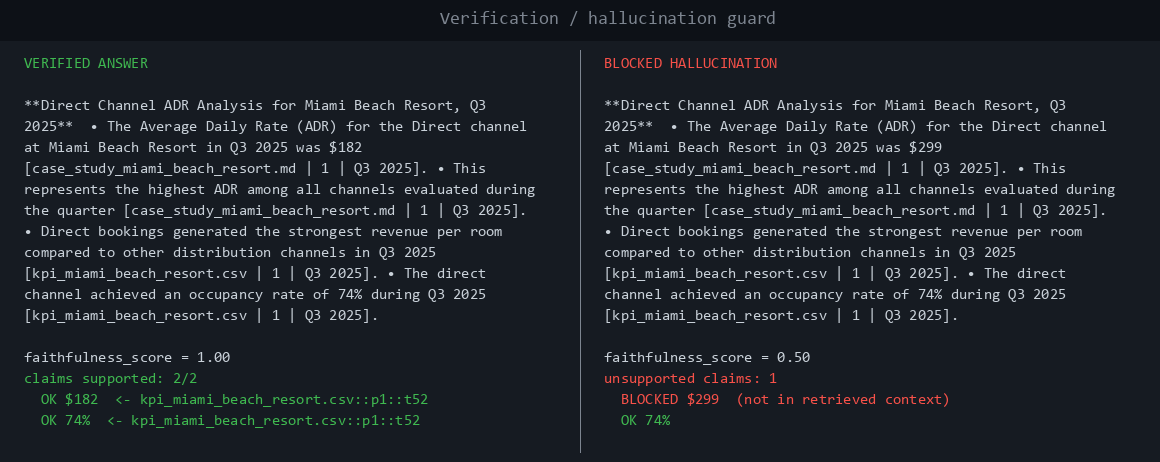 Verification / hallucination guard
VERIFIED ANSWER
**Direct Channel ADR Analysis for Miami Beach Resort, Q3
2025**  • The Average Daily Rate (ADR) for the Direct channel
at Miami Beach Resort in Q3 2025 was $182
[case_study_miami_beach_resort.md | 1 | Q3 2025]. • This
represents the highest ADR among all channels evaluated during
the quarter [case_study_miami_beach_resort.md | 1 | Q3 2025].
• Direct bookings generated the strongest revenue per room
compared to other distribution channels in Q3 2025
[kpi_miami_beach_resort.csv | 1 | Q3 2025]. • The direct
channel achieved an occupancy rate of 74% during Q3 2025
[kpi_miami_beach_resort.csv | 1 | Q3 2025].
faithfulness_score = 1.00
claims supported: 2/2
OK $182  <- kpi_miami_beach_resort.csv::p1::t52
OK 74%  <- kpi_miami_beach_resort.csv::p1::t52
BLOCKED HALLUCINATION
**Direct Channel ADR Analysis for Miami Beach Resort, Q3
2025**  • The Average Daily Rate (ADR) for the Direct channel
at Miami Beach Resort in Q3 2025 was $299
[case_study_miami_beach_resort.md | 1 | Q3 2025]. • This
represents the highest ADR among all channels evaluated during
the quarter [case_study_miami_beach_resort.md | 1 | Q3 2025].
• Direct bookings generated the strongest revenue per room
compared to other distribution channels in Q3 2025
[kpi_miami_beach_resort.csv | 1 | Q3 2025]. • The direct
channel achieved an occupancy rate of 74% during Q3 2025
[kpi_miami_beach_resort.csv | 1 | Q3 2025].
faithfulness_score = 0.50
unsupported claims: 1
BLOCKED $299  (not in retrieved context)
OK 74%